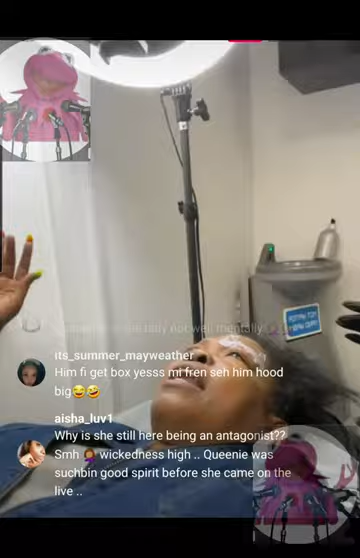 its_summer_mayweather
Him fi get box yesss mi fren seh him hood
big😂🤣
aisha_luv1
Why is she still here being an antagonist??
Smh 🤦‍♀️ wickedness high .. Queenie was
suchbin good spirit before she came on the
live ..